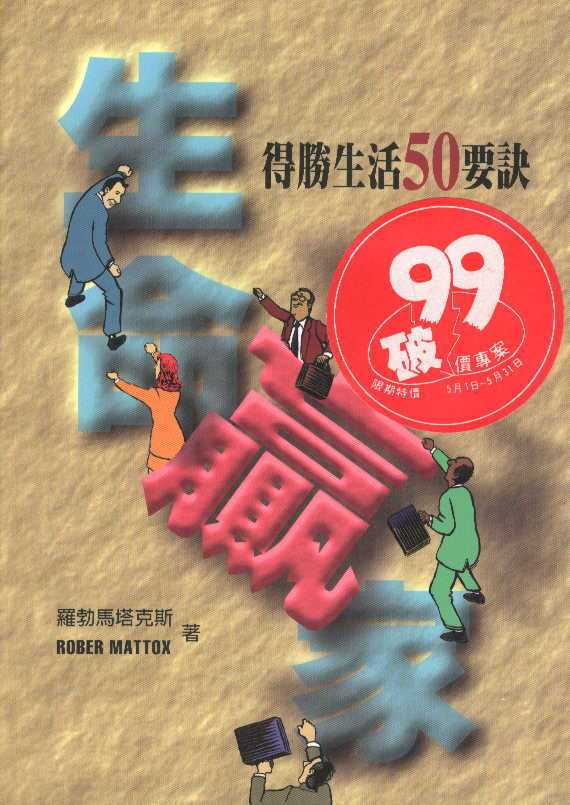 生命贏家
得勝生活50要訣
99
破
價專案
限期特價 5月1日~5月31日
羅勃馬塔克斯
ROBER MATTOX
著